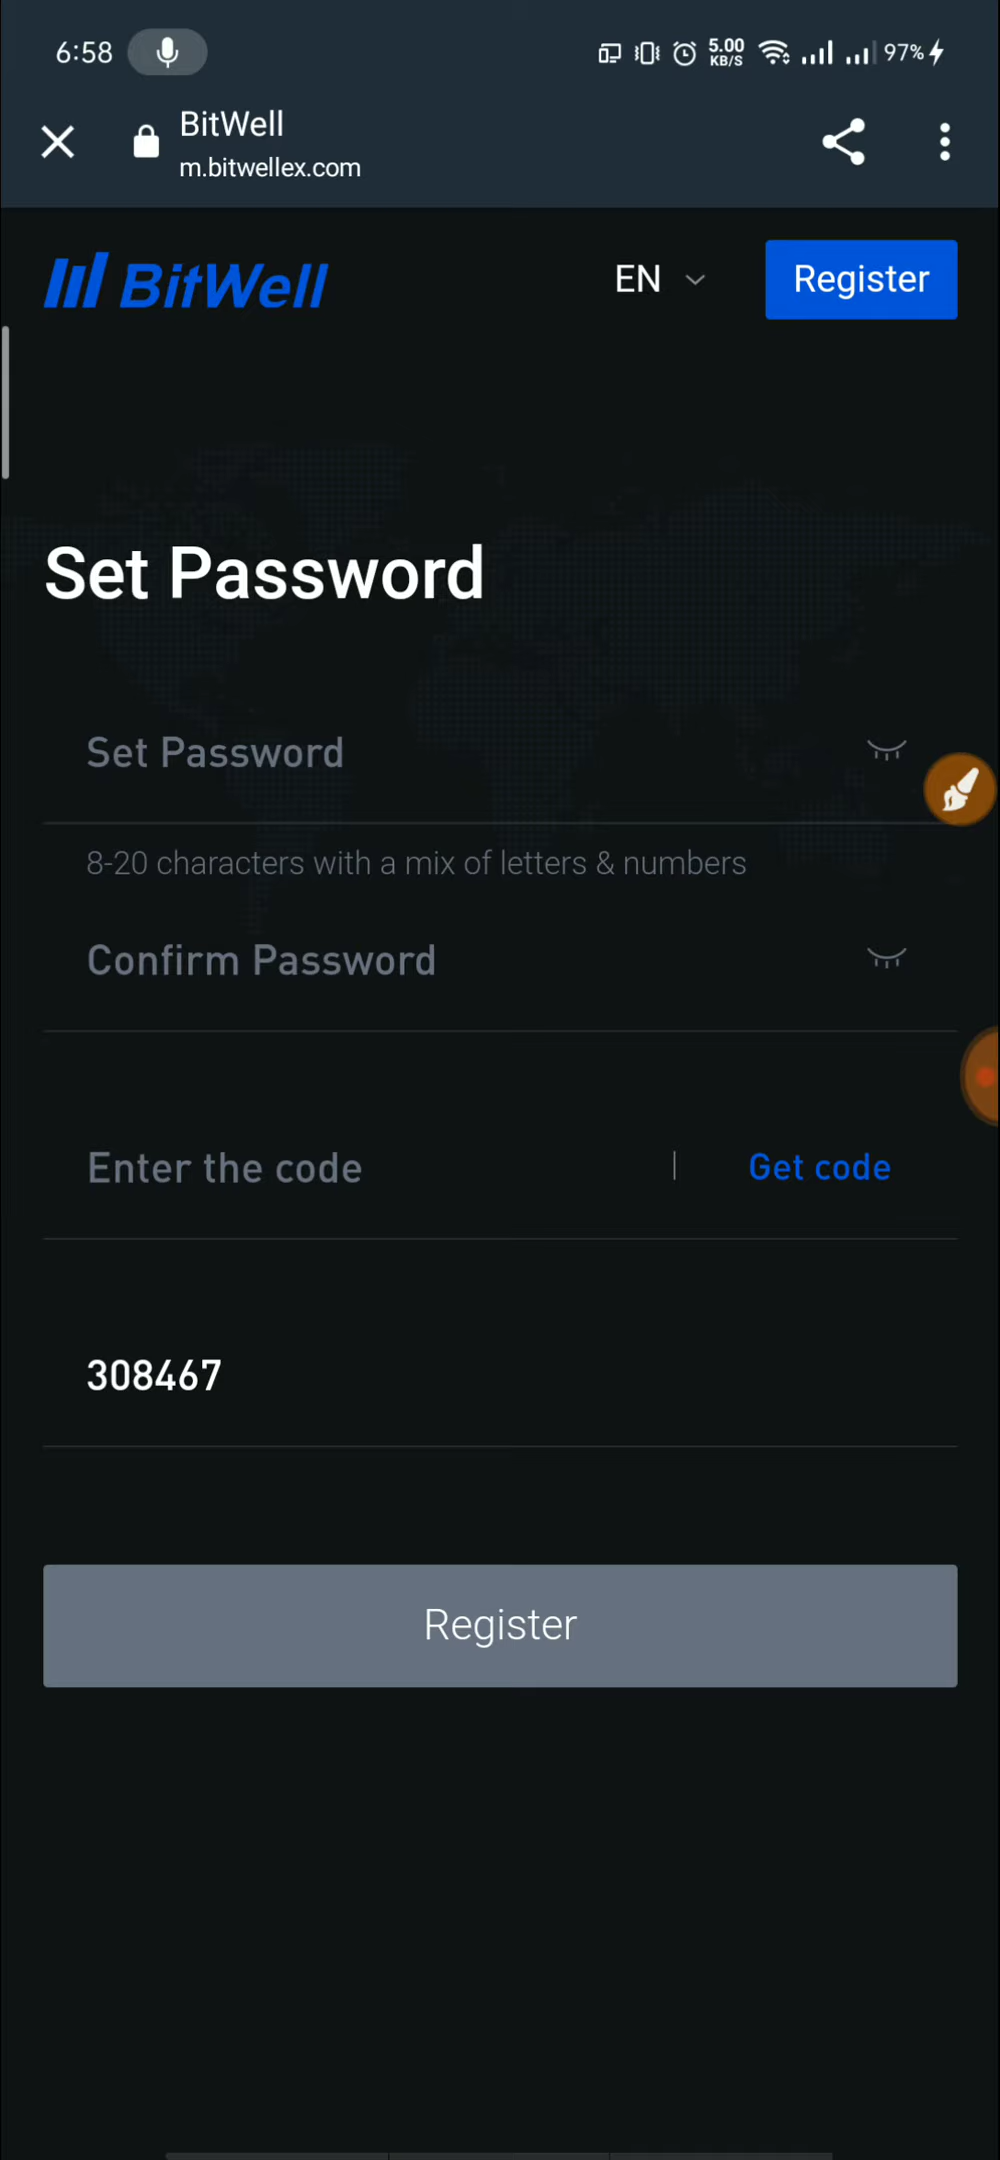 6:58
5.00
KB/S
97%
BitWell
m.bitwellex.com
BitWell
EN
Register
Set Password
Set Password
8-20 characters with a mix of letters & numbers
Confirm Password
Enter the code
Get code
308467
Register